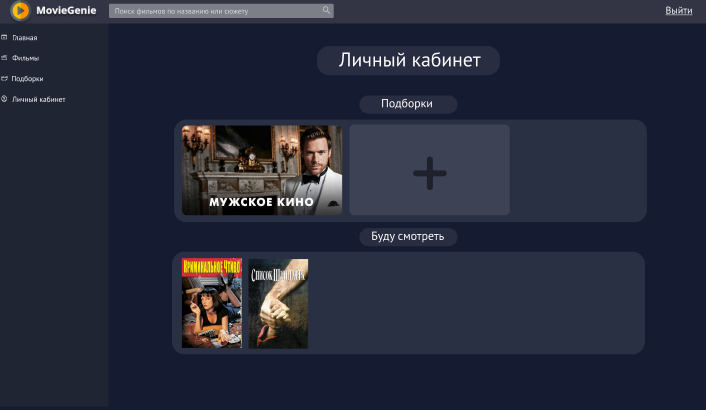 MovieGenie
Поиск фильмов по названию или сюжету
Выйти
Главная
Фильмы
Подборки
Личный кабинет
Личный кабинет
Подборки
МУЖСКОЕ КИНО
Буду смотреть
Криминальное Чтиво
Список Шиндлера